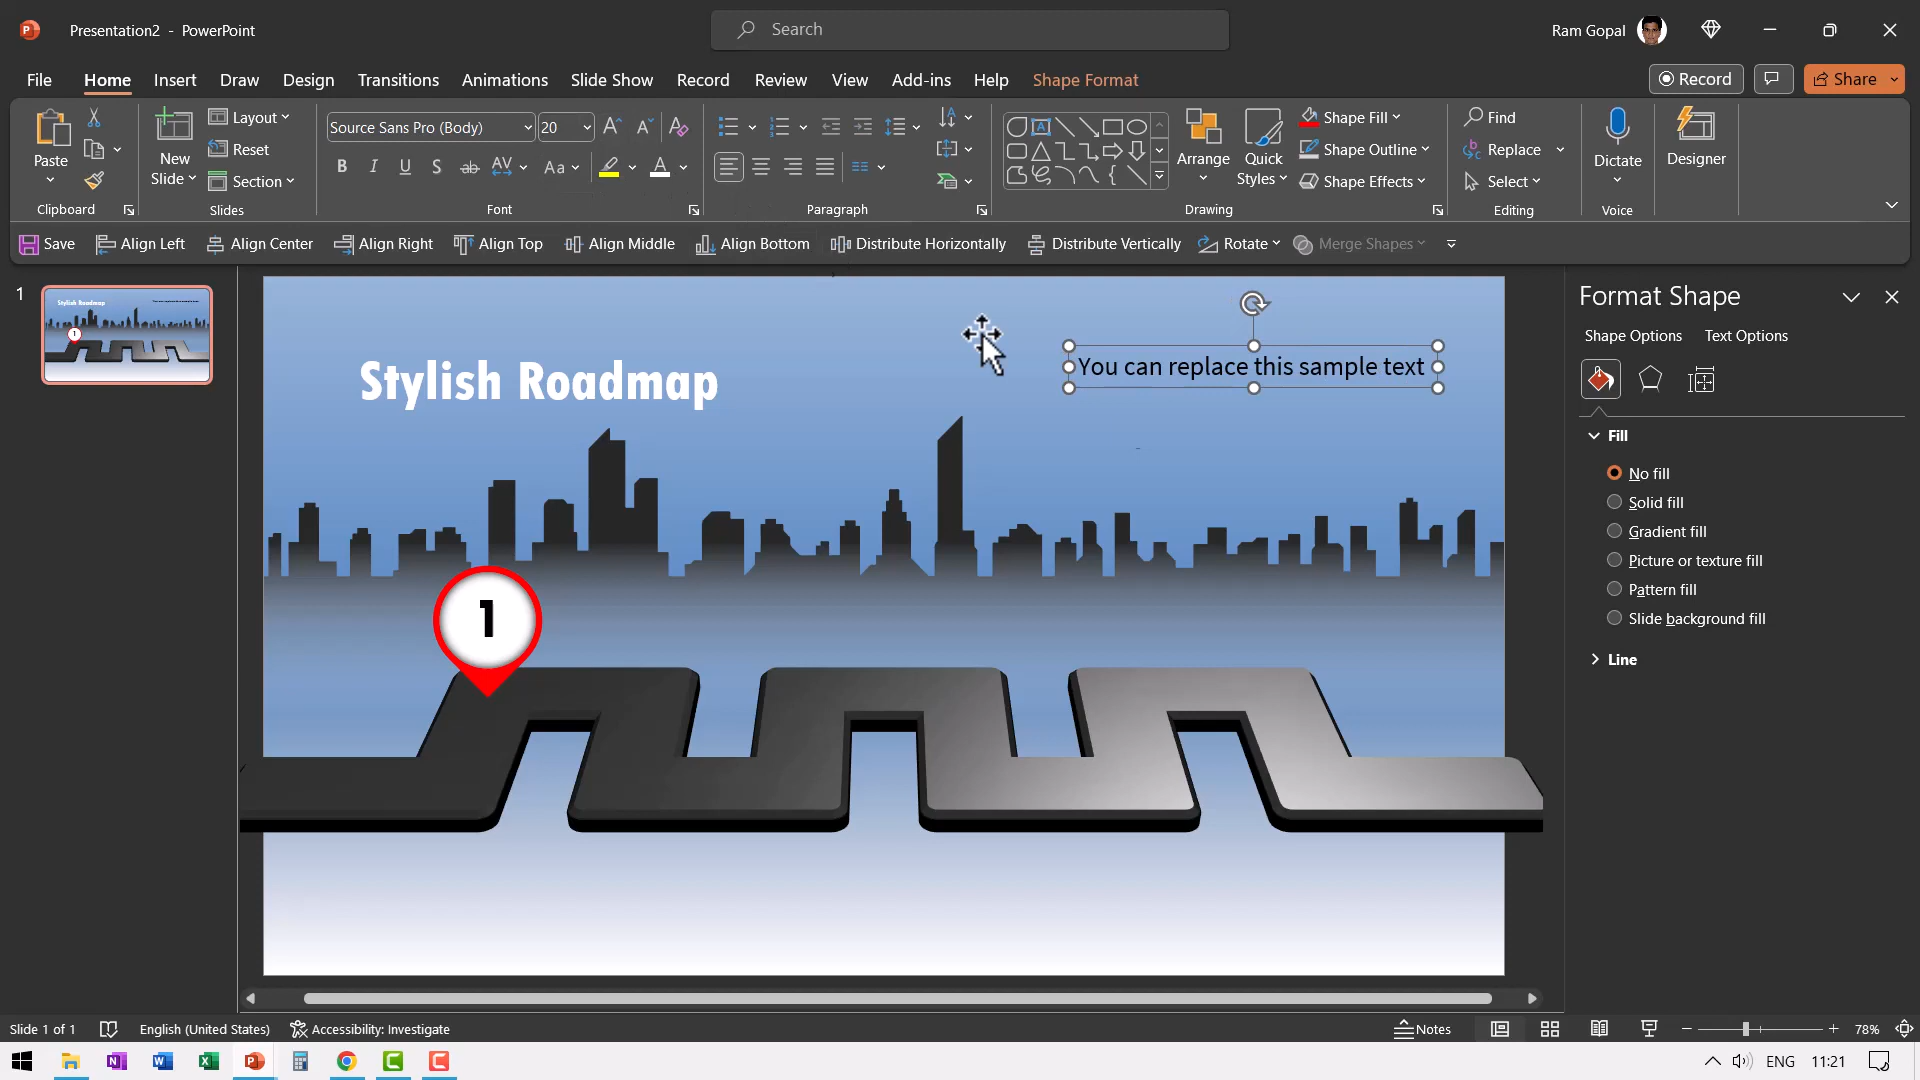 Presentation2 - PowerPoint
Search
Ram Gopal
File Home Insert Draw Design Transitions Animations Slide Show Record Review View Add-ins Help Shape Format
Record
Share
Paste
New Slide
Layout
Reset
Section
Source Sans Pro (Body) 20
Arrange
Quick Styles
Shape Fill
Shape Outline
Shape Effects
Find
Replace
Select
Dictate
Designer
Clipboard Slides Font Paragraph Drawing Editing Voice
Save Align Left Align Center Align Right Align Top Align Middle Align Bottom Distribute Horizontally Distribute Vertically Rotate Merge Shapes
1
Stylish Roadmap
You can replace this sample text
1
Format Shape
Shape Options Text Options
Fill
No fill
Solid fill
Gradient fill
Picture or texture fill
Pattern fill
Slide background fill
Line
Slide 1 of 1 English (United States) Accessibility: Investigate Notes 78%
ENG 11:21